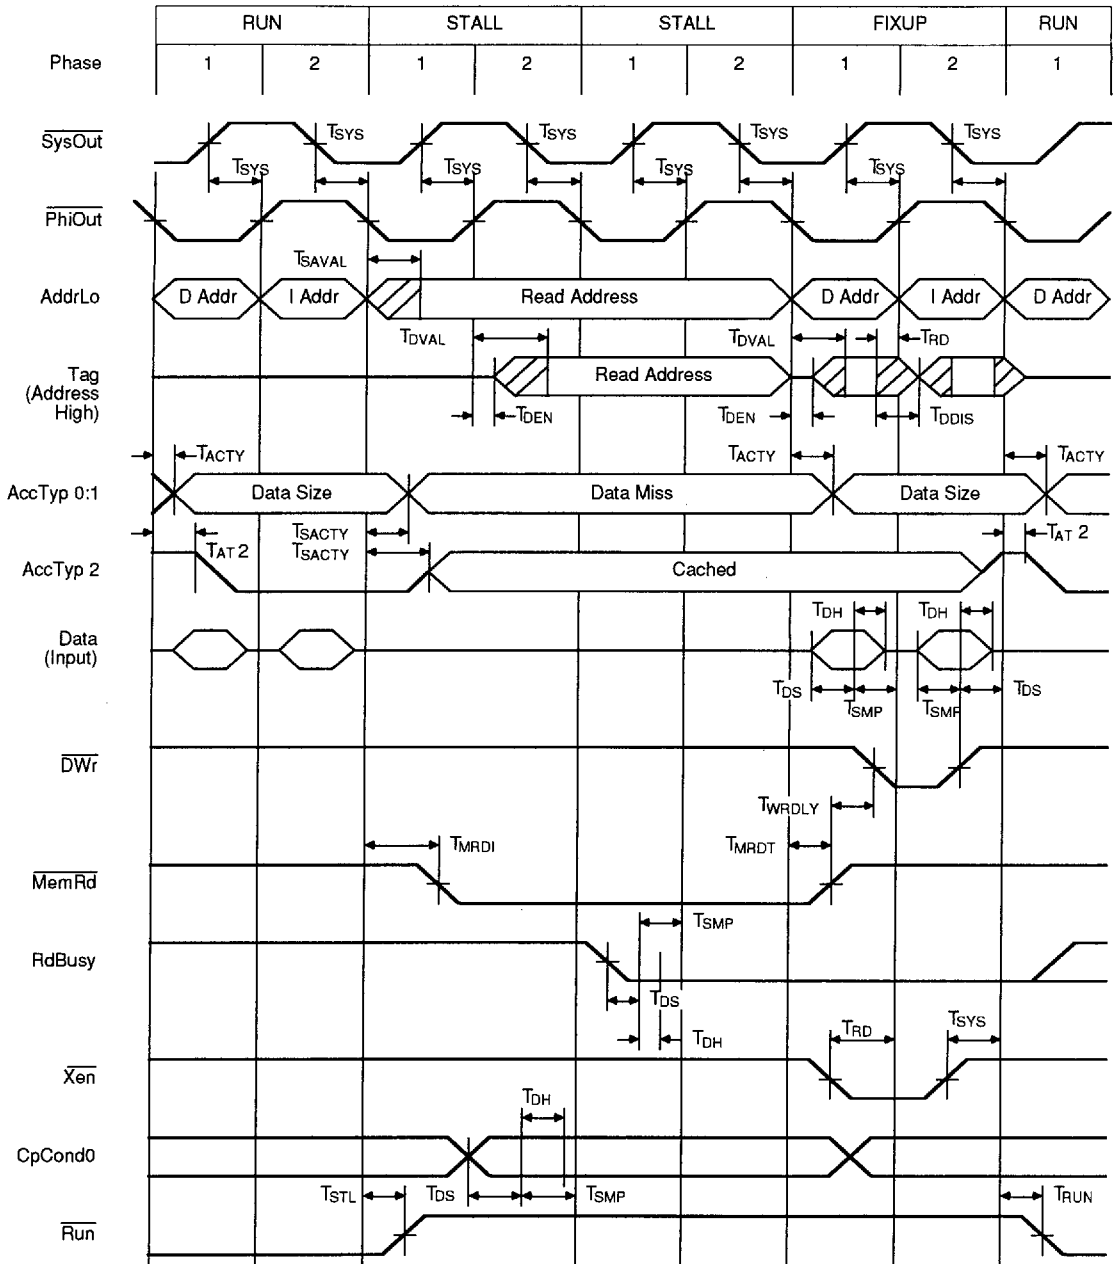 RUN STALL STALL FIXUP RUN
Phase 1 2 1 2 1 2 1 2 1
SysOut TSYS TSYS TSYS TSYS
TSYS TSYS TSYS TSYS
PhiOut
TSAVAL
AddrLo D Addr I Addr Read Address D Addr I Addr D Addr
TDVAL TDVAL TRD
Tag
(Address
High)
Read Address
TDEN TDEN TDDIS
TACTY TACTY TACTY
AccTyp 0:1 Data Size Data Miss Data Size
TSACTY
TAT 2 TSACTY TAT 2
AccTyp 2 Cached
TDH TDH
Data
(Input)
TDS TSMP TSMP TDS
DWr
TWRDLY
TMRDI TMRDT
MemRd
TSMP
RdBusy
TDS
TDH
TRD TSYS
Xen
TDH
CpCond0
TSTL TDS TSMP TRUN
Run